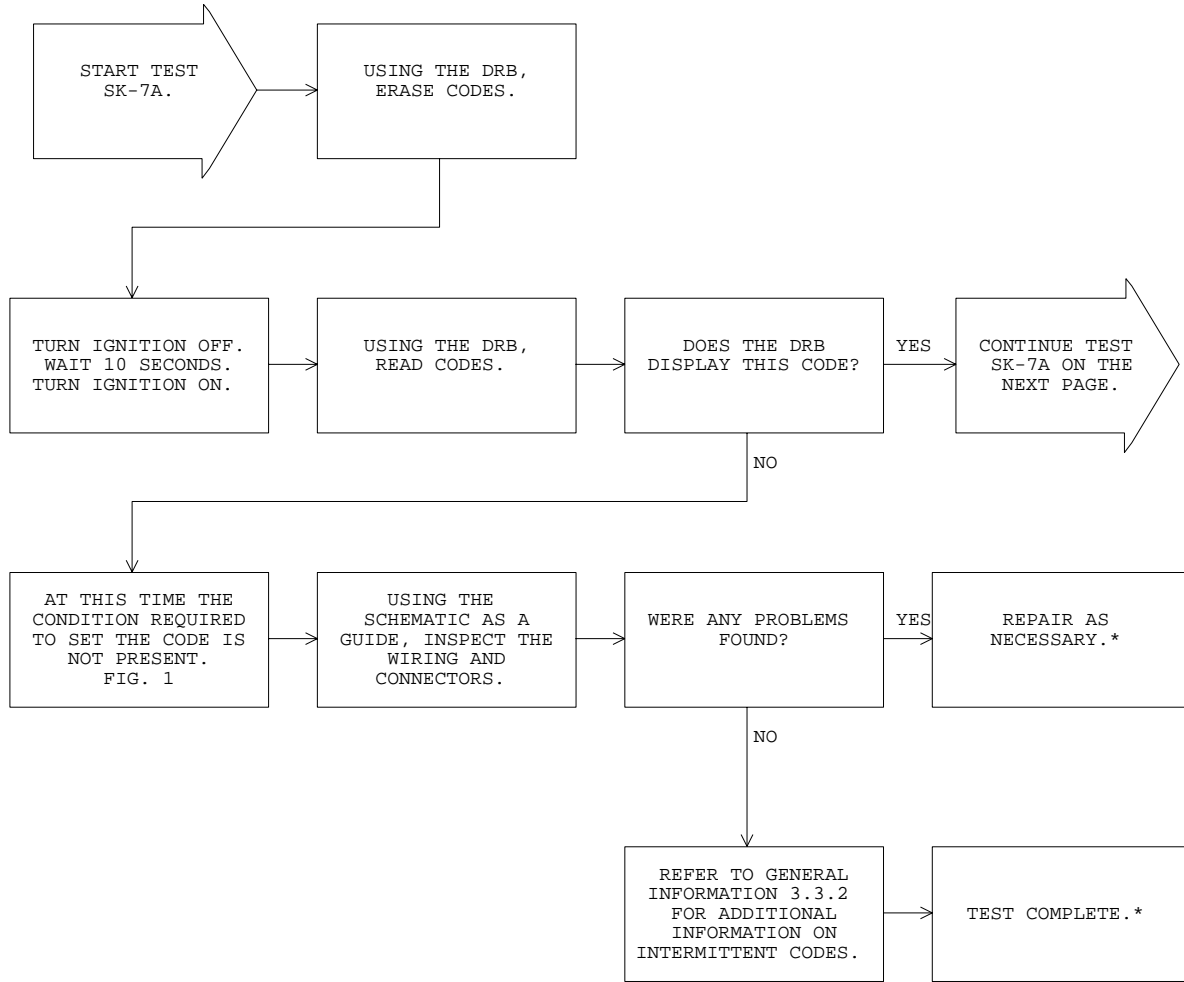 START TEST
SK-7A.
USING THE DRB,
ERASE CODES.
TURN IGNITION OFF.
WAIT 10 SECONDS.
TURN IGNITION ON.
USING THE DRB,
READ CODES.
DOES THE DRB
DISPLAY THIS CODE?
YES
CONTINUE TEST
SK-7A ON THE
NEXT PAGE.
NO
AT THIS TIME THE
CONDITION REQUIRED
TO SET THE CODE IS
NOT PRESENT.
FIG. 1
USING THE
SCHEMATIC AS A
GUIDE, INSPECT THE
WIRING AND
CONNECTORS.
WERE ANY PROBLEMS
FOUND?
YES
REPAIR AS
NECESSARY.*
NO
REFER TO GENERAL
INFORMATION 3.3.2
FOR ADDITIONAL
INFORMATION ON
INTERMITTENT CODES.
TEST COMPLETE.*